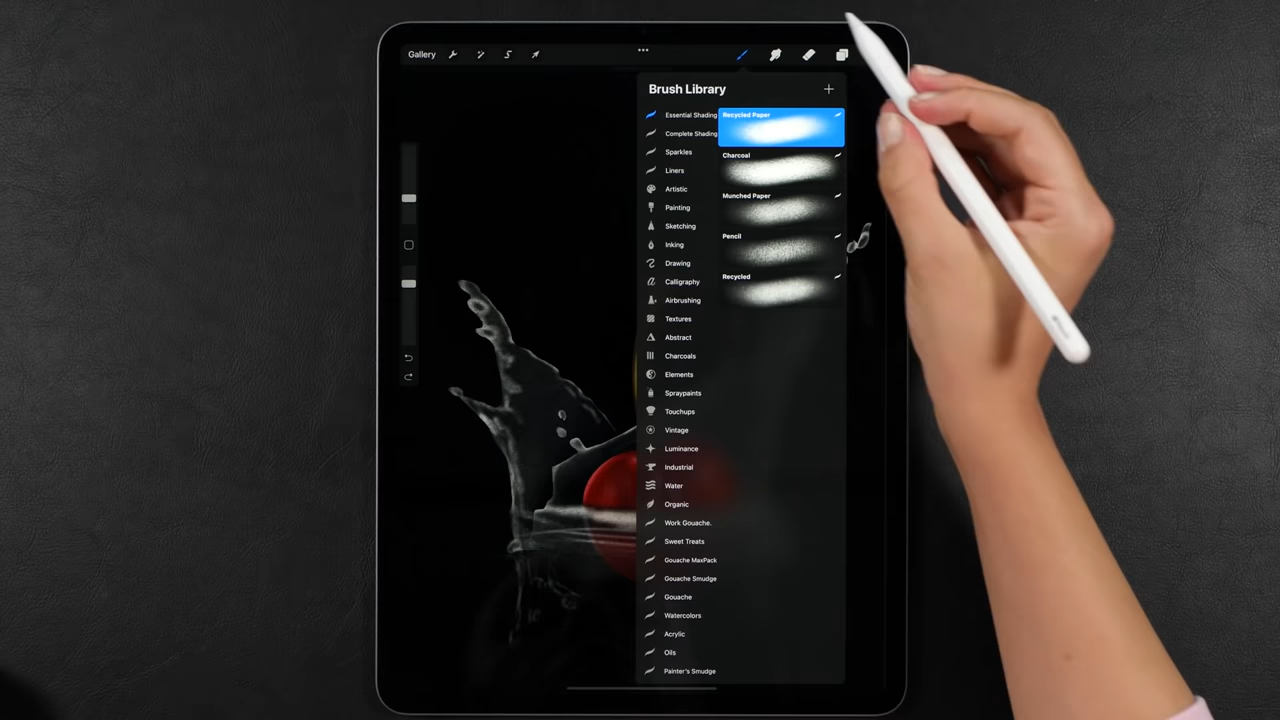 Gallery
Brush Library
Essential Shading
Complete Shading
Sparkles
Liners
Artistic
Painting
Sketching
Inking
Drawing
Calligraphy
Airbrushing
Textures
Abstract
Charcoals
Elements
Spraypaints
Touchups
Vintage
Luminance
Industrial
Water
Organic
Work Gouache.
Sweet Treats
Gouache MaxPack
Gouache Smudge
Gouache
Watercolors
Acrylic
Oils
Painter's Smudge
Recycled Paper
Charcoal
Munched Paper
Pencil
Recycled